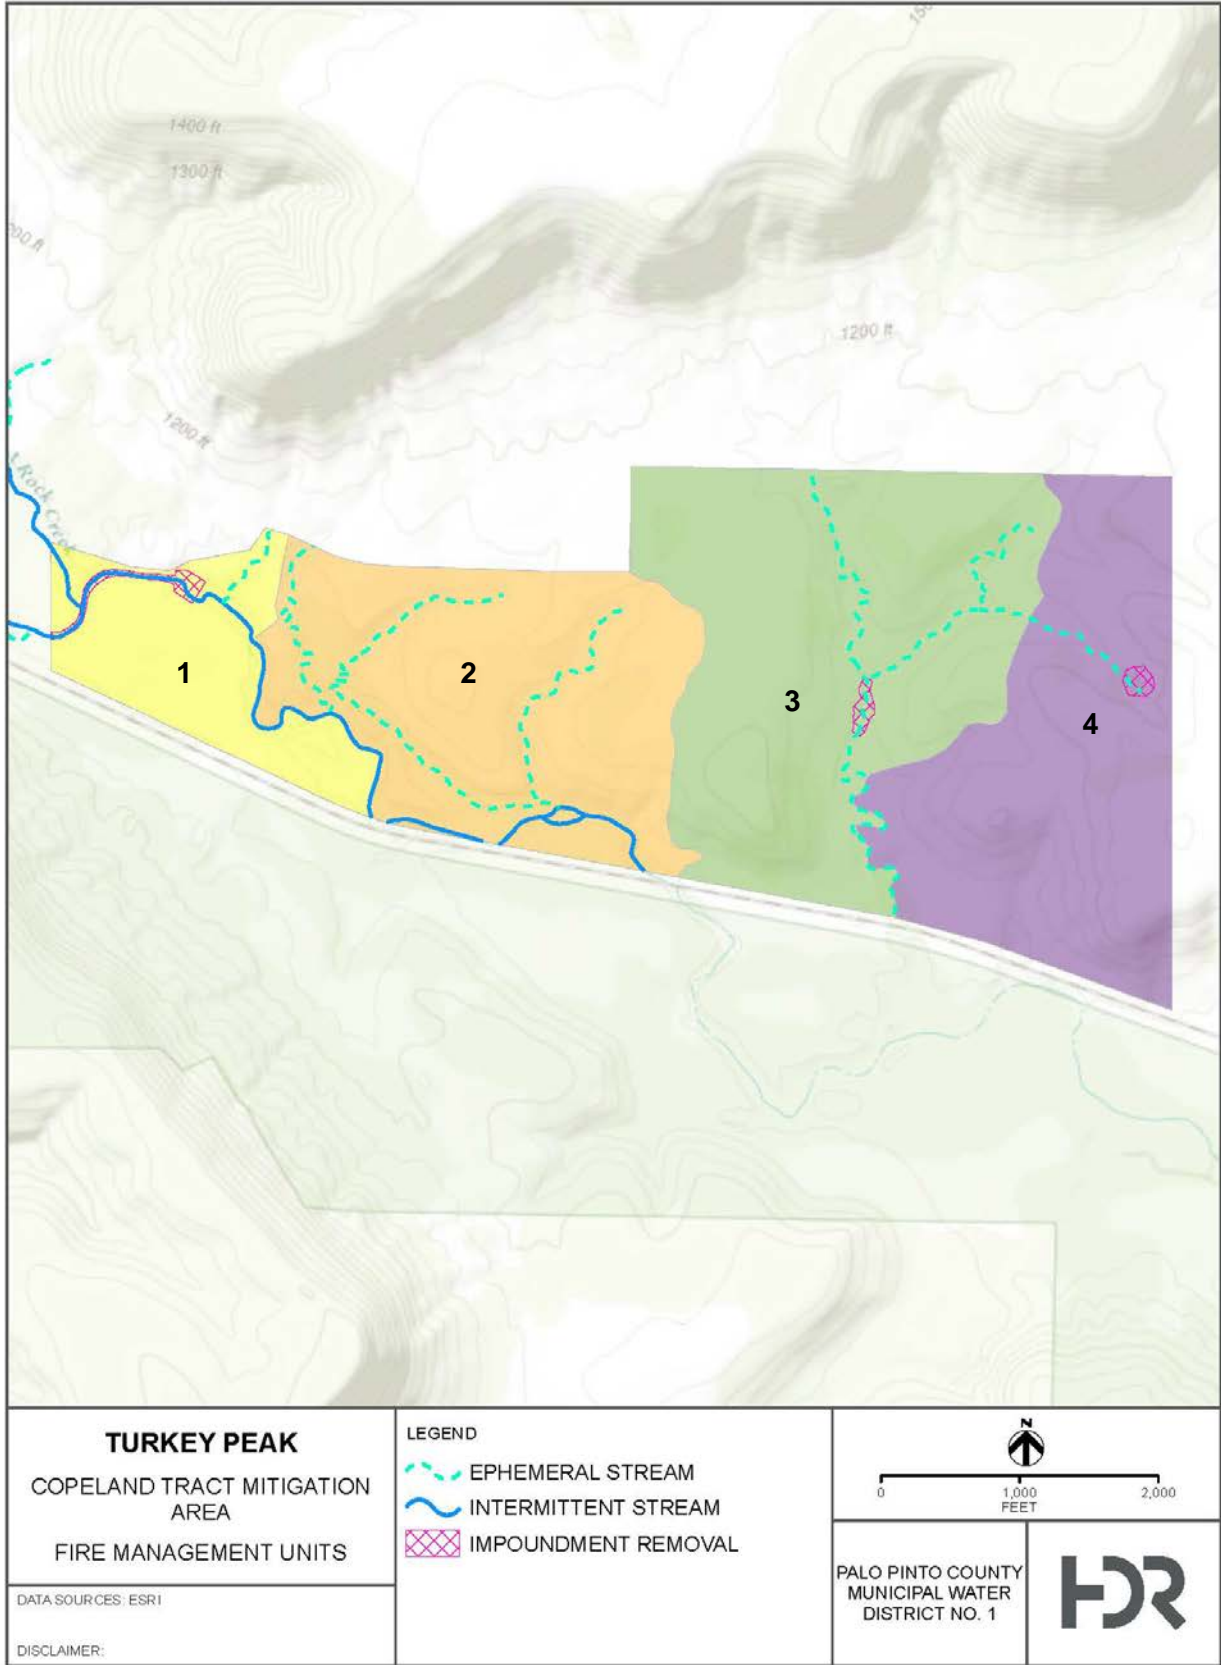 1400 ft
1300 ft
1200 ft
1200 ft
Rock Creek
1
2
3
4
TURKEY PEAK
COPELAND TRACT MITIGATION
AREA
FIRE MANAGEMENT UNITS
DATA SOURCES: ESRI
DISCLAIMER:
LEGEND
EPHEMERAL STREAM
INTERMITTENT STREAM
IMPOUNDMENT REMOVAL
N
0 1,000 2,000
FEET
PALO PINTO COUNTY
MUNICIPAL WATER
DISTRICT NO. 1
HDR